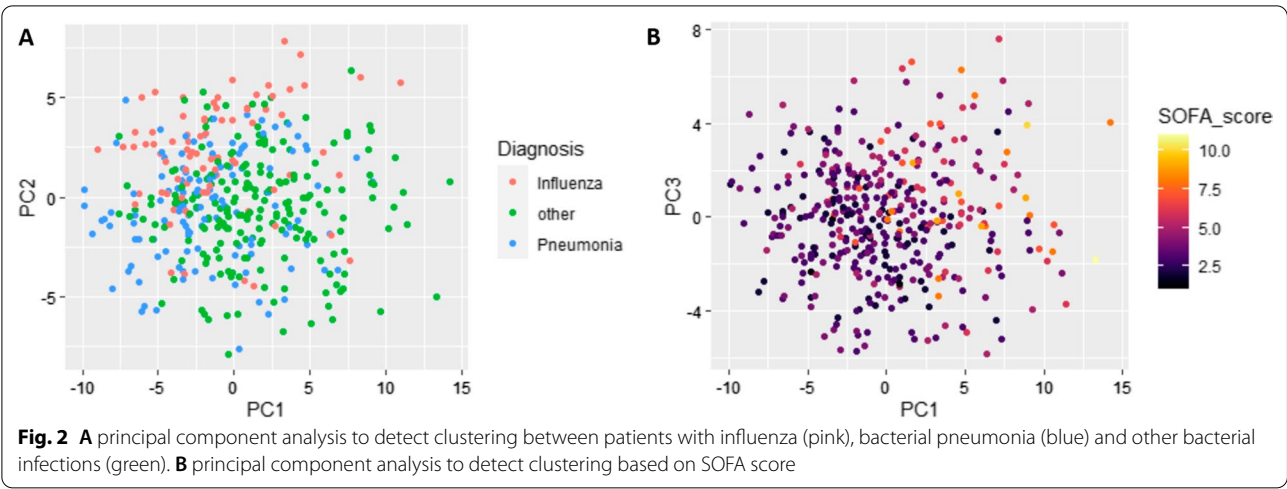 A
PC2
5
0
-5
-10
-5
0
5
10
15
PC1
Diagnosis
Influenza
other
Pneumonia
B
PC3
8
4
0
-4
-10
-5
0
5
10
15
PC1
SOFA_score
10.0
7.5
5.0
2.5
Fig. 2 A principal component analysis to detect clustering between patients with influenza (pink), bacterial pneumonia (blue) and other bacterial
infections (green). B principal component analysis to detect clustering based on SOFA score